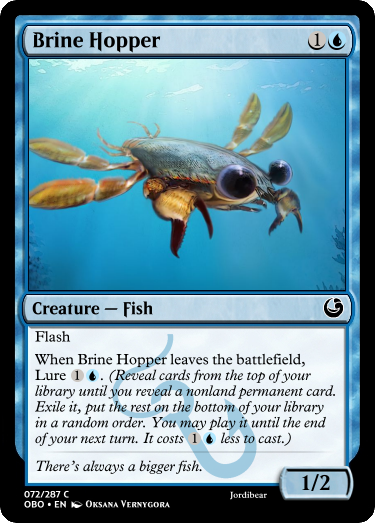 Brine Hopper 1
Creature — Fish
Flash
When Brine Hopper leaves the battlefield,
Lure 1. (Reveal cards from the top of your
library until you reveal a nonland permanent card.
Exile it, put the rest on the bottom of your library
in a random order. You may play it until the end
of your next turn. It costs 1 less to cast.)
There's always a bigger fish.
1/2
072/287 C
OBO • EN Oksana Vernygora
Jordibear